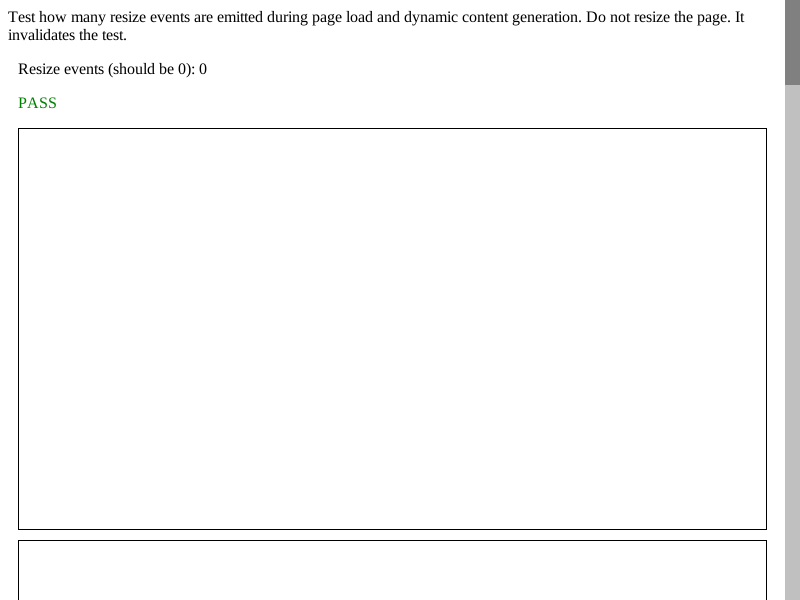 Test how many resize events are emitted during page load and dynamic content generation. Do not resize the page. It
invalidates the test.
Resize events (should be 0): 0
PASS